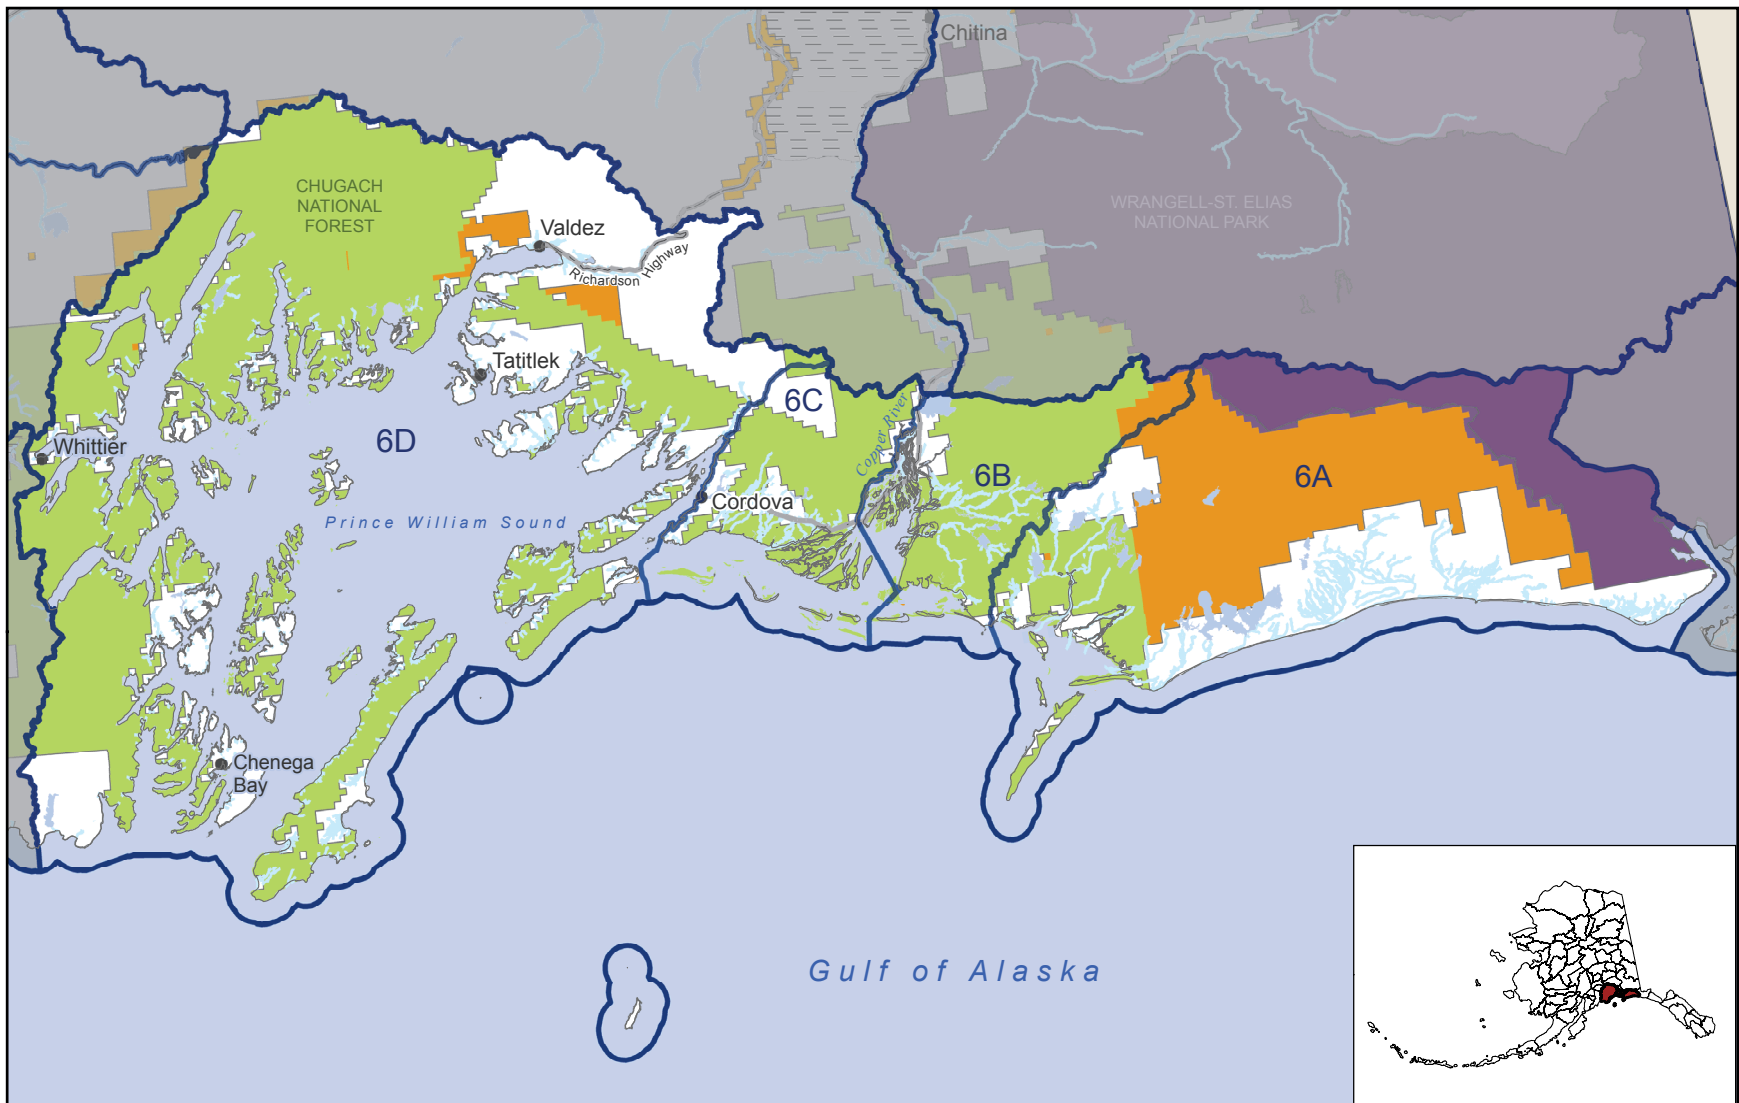 Chitina
CHUGACH
NATIONAL
FOREST
WRANGELL-ST. ELIAS
NATIONAL PARK
Valdez
Richardson Highway
Tatitlek
6C
Copper River
6D
Whittier
6B
6A
Cordova
Prince William Sound
Chenega
Bay
Gulf of Alaska